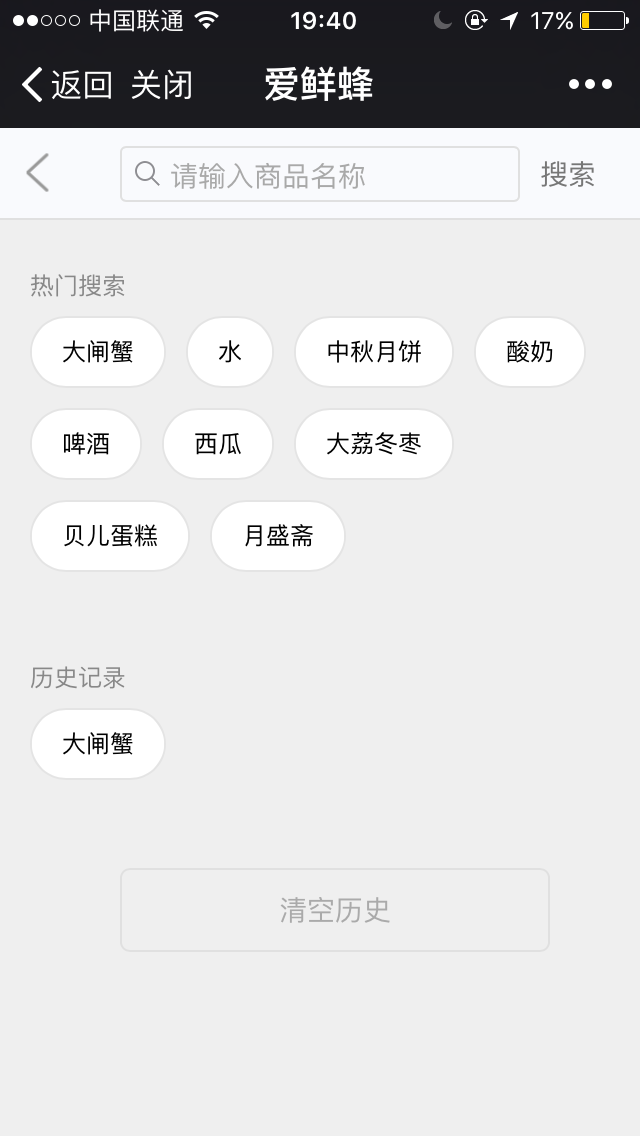 中国联通 19:40 17%
返回 关闭 爱鲜蜂
请输入商品名称 搜索
热门搜索
大闸蟹 水 中秋月饼 酸奶
啤酒 西瓜 大荔冬枣
贝儿蛋糕 月盛斋
历史记录
大闸蟹
清空历史